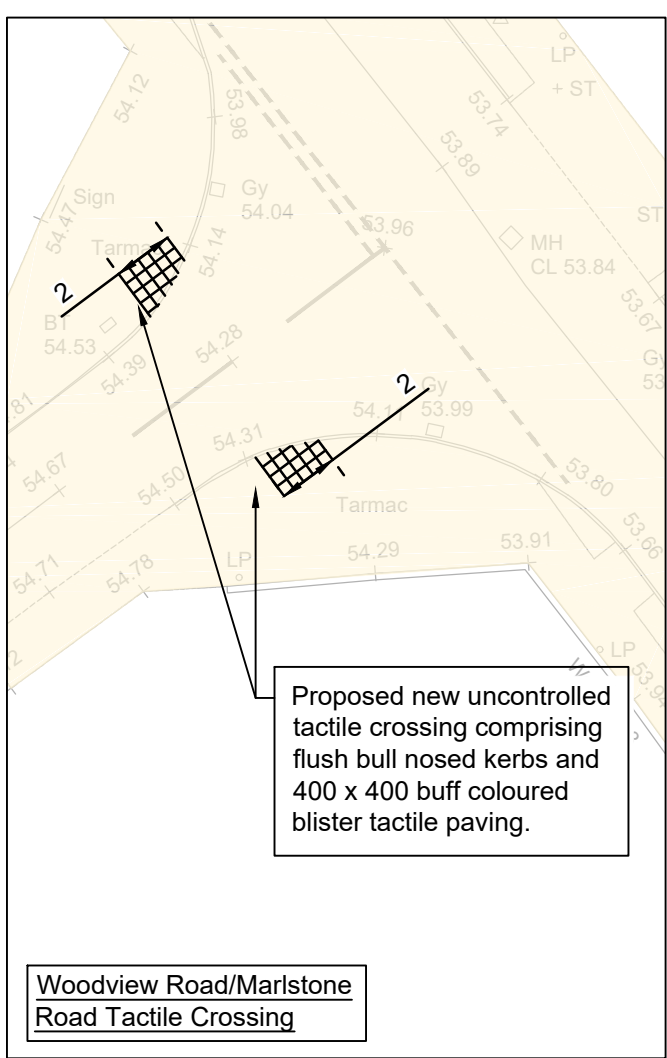 LP
+ ST
54.12
53.98
53.74
53.89
Sign
Gy
54.04
54.47
54.14
53.96
ST
MH
CL 53.84
2
BT
54.53
53.67
54.28
54.39
2
Gy
53.99
Gy
53
.81
54.31
54.67
54.50
53.80
Tarmac
53.66
54.71
54.78
LP
54.29
53.91
LP
W
53.94
Proposed new uncontrolled
tactile crossing comprising
flush bull nosed kerbs and
400 x 400 buff coloured
blister tactile paving.
Woodview Road/Marlstone
Road Tactile Crossing